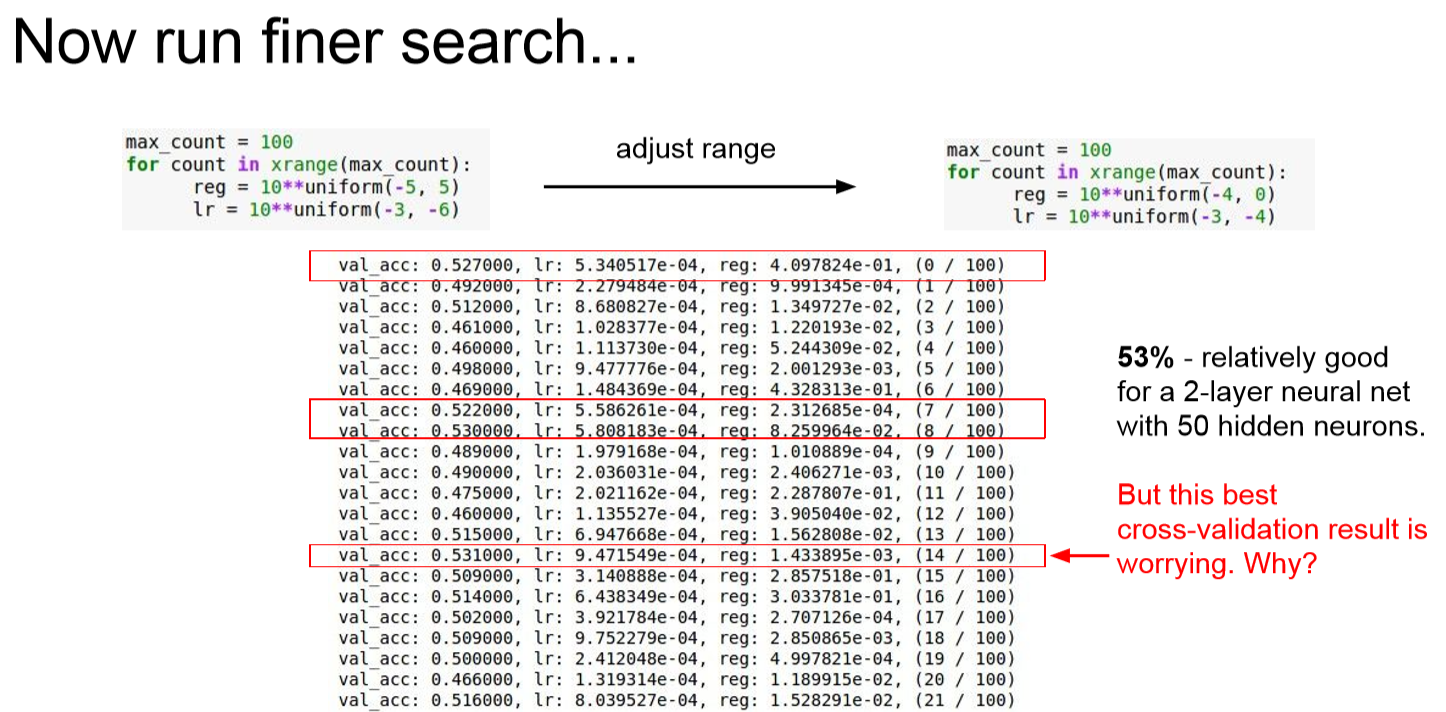 Now run finer search...
max_count = 100
for count in xrange(max_count):
reg = 10**uniform(-5, 5)
lr = 10**uniform(-3, -6)
adjust range
max_count = 100
for count in xrange(max_count):
reg = 10**uniform(-4, 0)
lr = 10**uniform(-3, -4)
val_acc: 0.527000, lr: 5.340517e-04, reg: 4.097824e-01, (0 / 100)
val_acc: 0.492000, lr: 2.279484e-04, reg: 9.991345e-04, (1 / 100)
val_acc: 0.512000, lr: 8.680827e-04, reg: 1.349727e-02, (2 / 100)
val_acc: 0.461000, lr: 1.028377e-04, reg: 1.220193e-02, (3 / 100)
val_acc: 0.460000, lr: 1.113730e-04, reg: 5.244309e-02, (4 / 100)
val_acc: 0.498000, lr: 9.477776e-04, reg: 2.001293e-03, (5 / 100)
val_acc: 0.469000, lr: 1.484369e-04, reg: 4.328313e-01, (6 / 100)
val_acc: 0.522000, lr: 5.586261e-04, reg: 2.312685e-04, (7 / 100)
val_acc: 0.530000, lr: 5.808183e-04, reg: 8.259964e-02, (8 / 100)
val_acc: 0.489000, lr: 1.979168e-04, reg: 1.010889e-04, (9 / 100)
val_acc: 0.490000, lr: 2.036031e-04, reg: 2.406271e-03, (10 / 100)
val_acc: 0.475000, lr: 2.021162e-04, reg: 2.287807e-01, (11 / 100)
val_acc: 0.460000, lr: 1.135527e-04, reg: 3.905040e-02, (12 / 100)
val_acc: 0.515000, lr: 6.947668e-04, reg: 1.562808e-02, (13 / 100)
val_acc: 0.531000, lr: 9.471549e-04, reg: 1.433895e-03, (14 / 100)
val_acc: 0.509000, lr: 3.140888e-04, reg: 2.857518e-01, (15 / 100)
val_acc: 0.514000, lr: 6.438349e-04, reg: 3.033781e-01, (16 / 100)
val_acc: 0.502000, lr: 3.921784e-04, reg: 2.707126e-04, (17 / 100)
val_acc: 0.509000, lr: 9.752279e-04, reg: 2.850865e-03, (18 / 100)
val_acc: 0.500000, lr: 2.412048e-04, reg: 4.997821e-04, (19 / 100)
val_acc: 0.466000, lr: 1.319314e-04, reg: 1.189915e-02, (20 / 100)
val_acc: 0.516000, lr: 8.039527e-04, reg: 1.528291e-02, (21 / 100)
53% - relatively good
for a 2-layer neural net
with 50 hidden neurons.
But this best
cross-validation result is
worrying. Why?